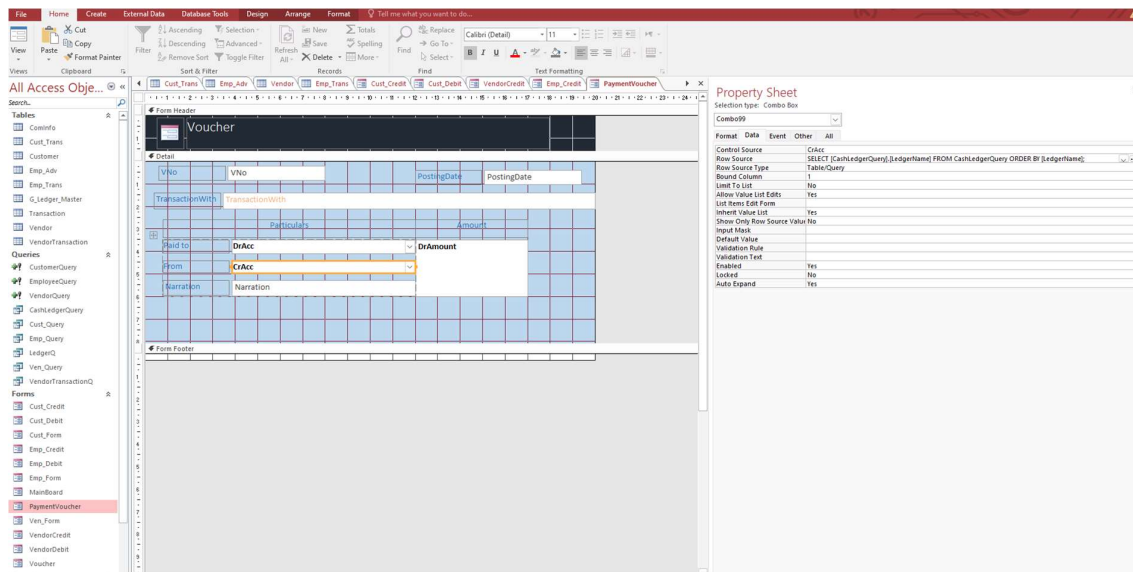 File Home Create External Data Database Tools Design Arrange Format Tell me what you want to do...
View
Views
Paste
Cut
Copy
Format Painter
Clipboard
Filter
Ascending
Descending
Remove Sort
Selection
Advanced
Toggle Filter
Sort & Filter
Refresh All
New
Save
Delete
Totals
Spelling
More
Records
Find
Replace
Go To
Select
Find
Calibri (Detail) 11
B I U A
Text Formatting
All Access Obje...
Search...
Tables
ComInfo
Cust_Trans
Customer
Emp_Adv
Emp_Trans
G_Ledger_Master
Transaction
Vendor
VendorTransaction
Queries
CustomerQuery
EmployeeQuery
VendorQuery
CashLedgerQuery
Cust_Query
Emp_Query
LedgerQ
Ven_Query
VendorTransactionQ
Forms
Cust_Credit
Cust_Debit
Cust_Form
Emp_Credit
Emp_Debit
Emp_Form
MainBoard
PaymentVoucher
Ven_Form
VendorCredit
VendorDebit
Voucher
Cust_Trans Emp_Adv Vendor Emp_Trans Cust_Credit Cust_Debit VendorCredit Emp_Credit PaymentVoucher
Form Header
Voucher
Detail
VNo VNo PostingDate PostingDate
TransactionWith TransactionWith
Particulars Amount
Paid to DrAcc DrAmount
From CrAcc
Narration Narration
Form Footer
Property Sheet
Selection type: Combo Box
Combo99
Format Data Event Other All
Control Source CrAcc
Row Source SELECT [CashLedgerQuery].[LedgerName] FROM CashLedgerQuery ORDER BY [LedgerName];
Row Source Type Table/Query
Bound Column 1
Limit To List No
Allow Value List Edits Yes
List Items Edit Form
Inherit Value List Yes
Show Only Row Source Value No
Input Mask
Default Value
Validation Rule
Validation Text
Enabled Yes
Locked No
Auto Expand Yes